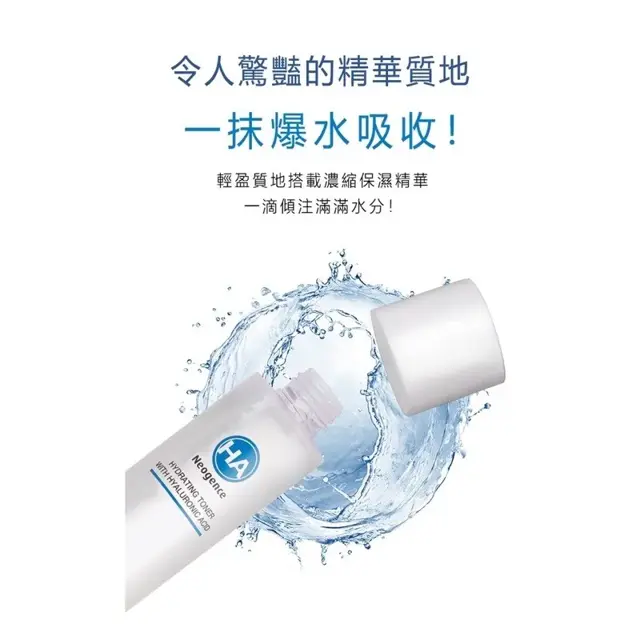 令人驚豔的精華質地
一抹爆水吸收!
輕盈質地搭載濃縮保濕精華
一滴傾注滿滿水分!
HA
Neogence
HYDRATING TONER
WITH HYALURONIC ACID